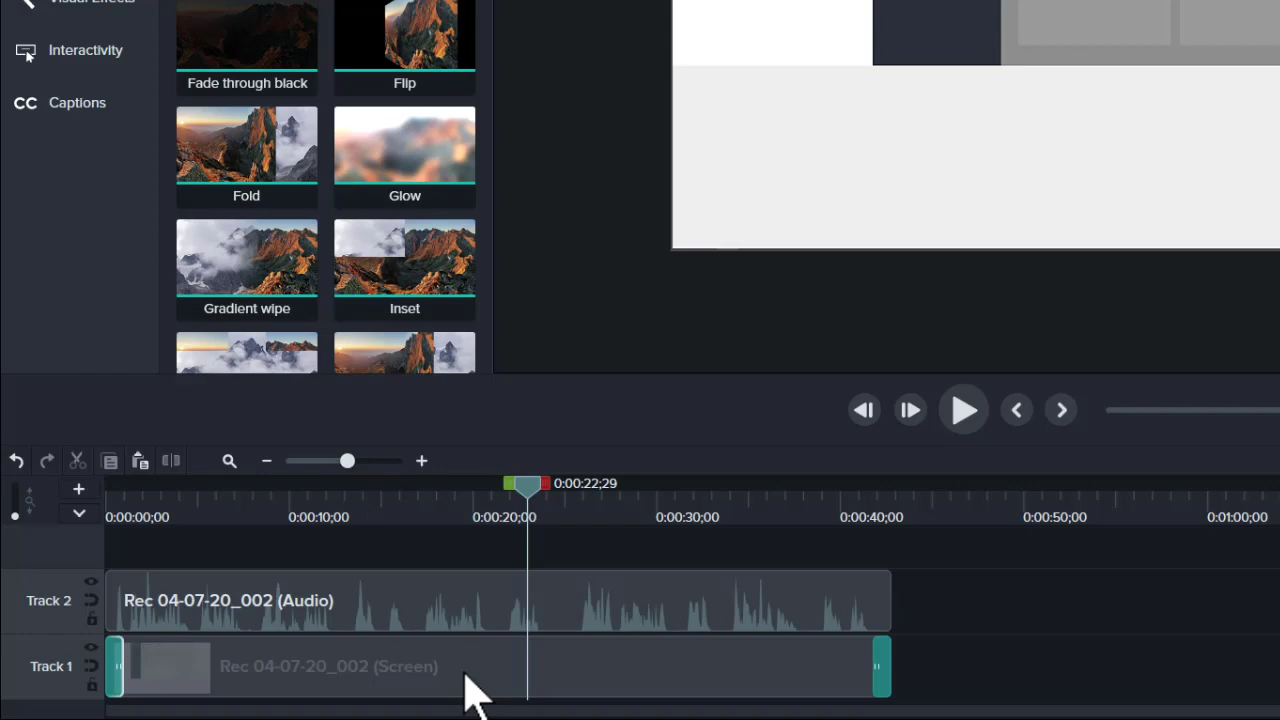 Visual Effects
Interactivity
CC Captions
Fade through black
Flip
Fold
Glow
Gradient wipe
Inset
0:00:22;29
0:00:00;00
0:00:10;00
0:00:20;00
0:00:30;00
0:00:40;00
0:00:50;00
0:01:00;00
Track 2
Rec 04-07-20_002 (Audio)
Track 1
Rec 04-07-20_002 (Screen)